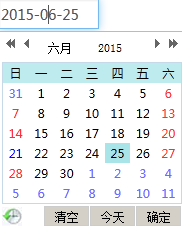 2015-06-25
六月 2015
日 一 二 三 四 五 六
31 1 2 3 4 5 6
7 8 9 10 11 12 13
14 15 16 17 18 19 20
21 22 23 24 25 26 27
28 29 30 1 2 3 4
5 6 7 8 9 10 11
清空 今天 确定